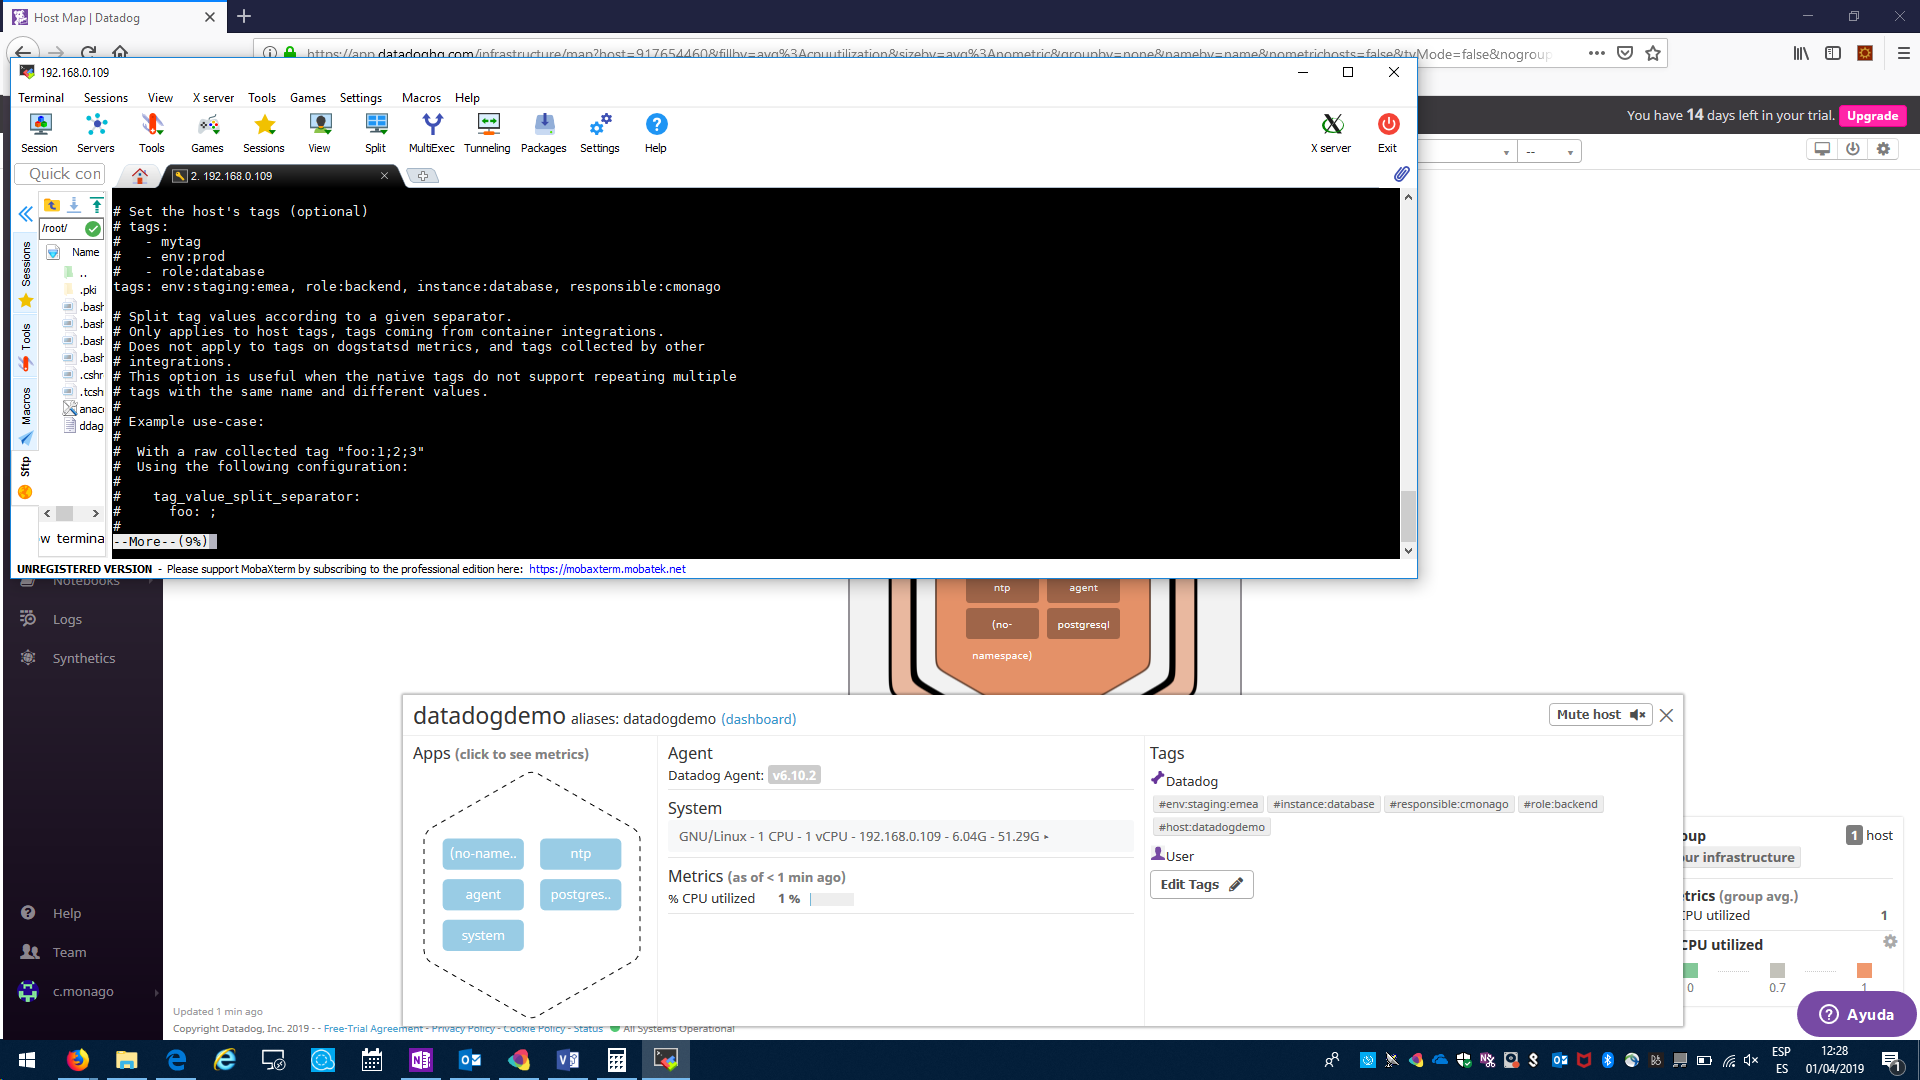 Host Map | Datadog
https://app.datadoghq.com/infrastructure/map?host=917654460&fillby=avg%3Acpuutilization&sizeby=avg%3Anometric&groupby=none&nameby=name&nometrichosts=false&tvMode=false&nogroup
192.168.0.109
Terminal Sessions View X server Tools Games Settings Macros Help
Session Servers Tools Games Sessions View Split MultiExec Tunneling Packages Settings Help X server Exit
You have 14 days left in your trial. Upgrade
--
Quick con
2. 192.168.0.109
/root/
Name
..
.pki
.bash
.bash
.bash
.bash
.cshr
.tcsh
anac
ddag
Sessions
Tools
Macros
Sftp
w termina
# Set the host's tags (optional)
# tags:
#   - mytag
#   - env:prod
#   - role:database
tags: env:staging:emea, role:backend, instance:database, responsible:cmonago
# Split tag values according to a given separator.
# Only applies to host tags, tags coming from container integrations.
# Does not apply to tags on dogstatsd metrics, and tags collected by other
# integrations.
# This option is useful when the native tags do not support repeating multiple
# tags with the same name and different values.
#
# Example use-case:
#
#  With a raw collected tag "foo:1;2;3"
#  Using the following configuration:
#
#    tag_value_split_separator:
#      foo: ;
#
--More--(9%)
UNREGISTERED VERSION - Please support MobaXterm by subscribing to the professional edition here: https://mobaxterm.mobatek.net
Notebooks
Logs
Synthetics
Help
Team
c.monago
ntp agent
(no- postgresql
namespace)
datadogdemo aliases: datadogdemo (dashboard)
Mute host
Apps (click to see metrics)
(no-name.. ntp
agent postgres..
system
Agent
Datadog Agent: v6.10.2
System
GNU/Linux - 1 CPU - 1 vCPU - 192.168.0.109 - 6.04G - 51.29G
Metrics (as of < 1 min ago)
% CPU utilized 1 %
Tags
Datadog
#env:staging:emea #instance:database #responsible:cmonago #role:backend
#host:datadogdemo
User
Edit Tags
oup 1 host
ur infrastructure
trics (group avg.)
CPU utilized 1
CPU utilized
0 0.7 1
Ayuda
Updated 1 min ago
Copyright Datadog, Inc. 2019 - - Free-Trial Agreement - Privacy Policy - Cookie Policy - Status All Systems Operational
ESP
ES
12:28
01/04/2019
1